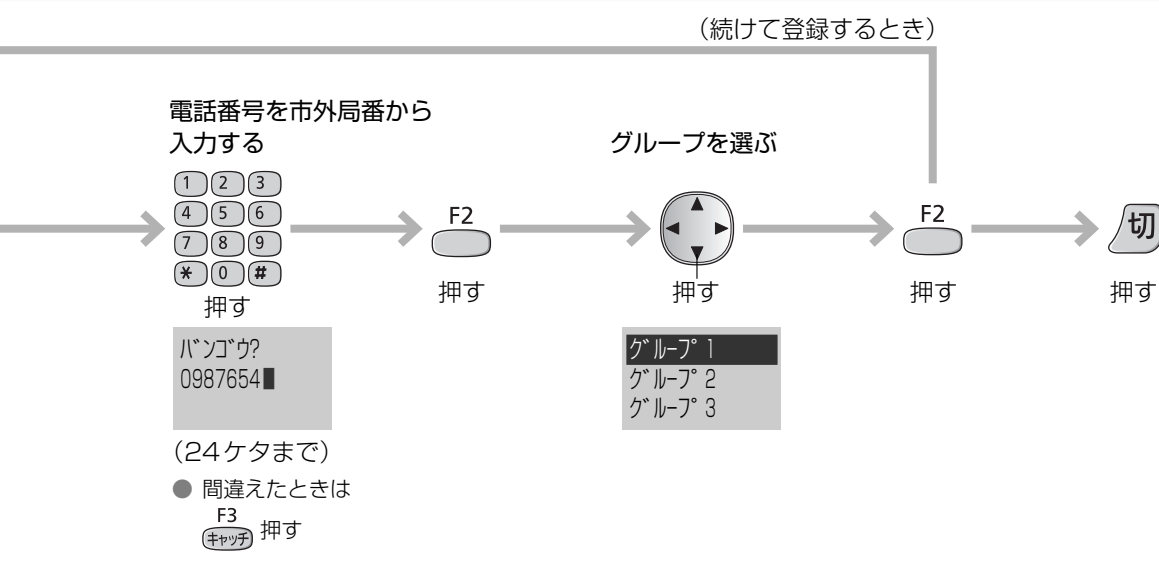 （続けて登録するとき）
電話番号を市外局番から
入力する
1 2 3
4 5 6
7 8 9
* 0 #
押す
ﾊﾞﾝｺﾞｳ?
0987654
（24ケタまで）
● 間違えたときは
F3
キャッチ 押す
F2
押す
グループを選ぶ
押す
ｸﾞﾙｰﾌﾟ 1
ｸﾞﾙｰﾌﾟ 2
ｸﾞﾙｰﾌﾟ 3
F2
押す
切
押す